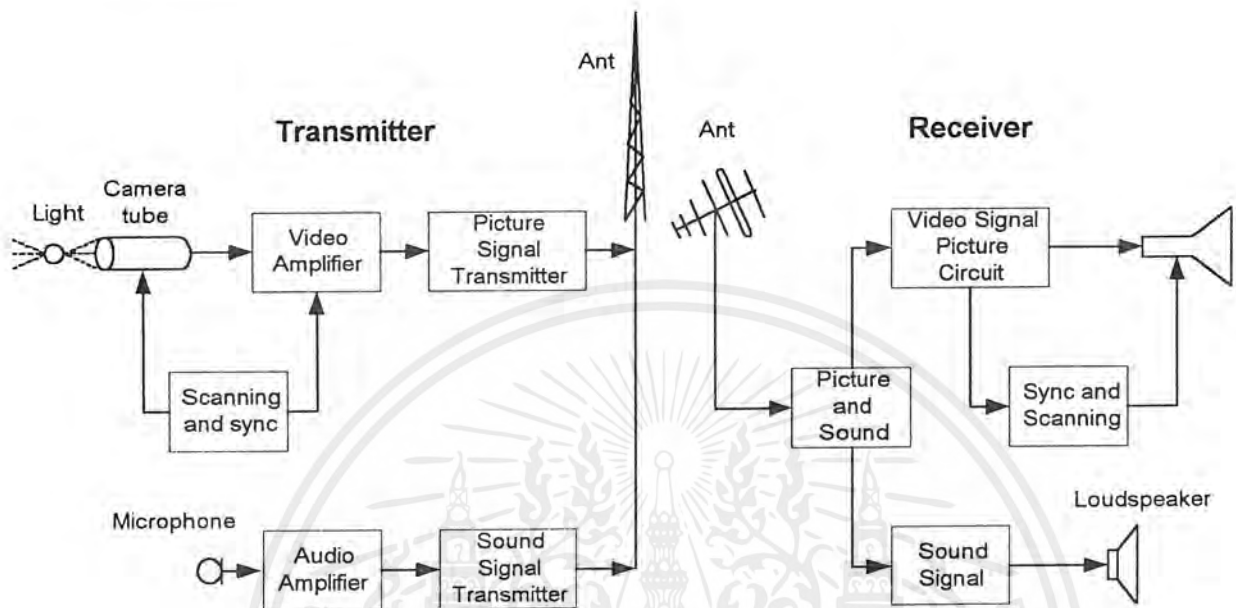 Ant
Transmitter
Ant
Receiver
Light
Camera
tube
Video
Amplifier
Picture
Signal
Transmitter
Video Signal
Picture
Circuit
Scanning
and sync
Picture
and
Sound
Sync and
Scanning
Microphone
Audio
Amplifier
Sound
Signal
Transmitter
Sound
Signal
Loudspeaker